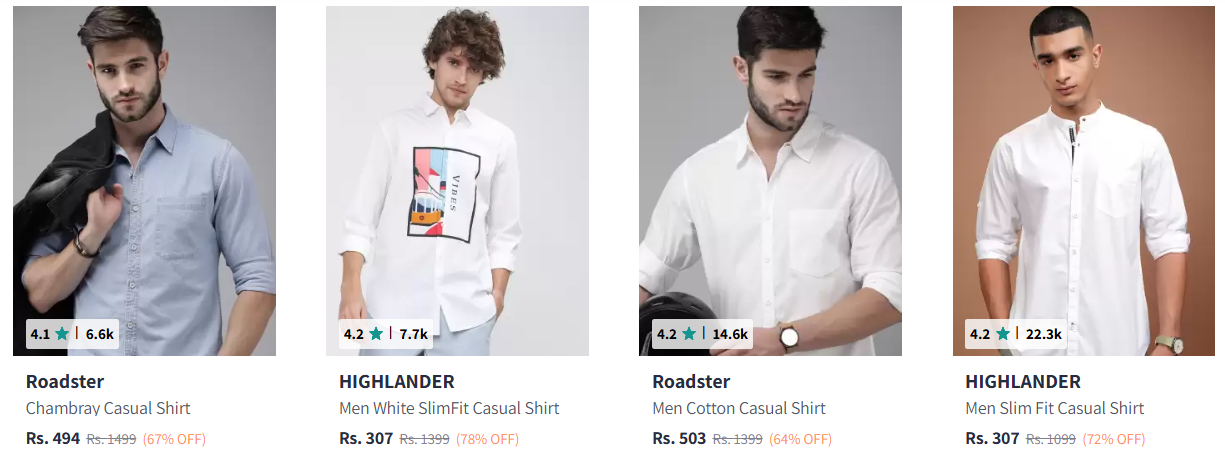 VIBES
4.1 ★ | 6.6k
4.2 ★ | 7.7k
4.2 ★ | 14.6k
4.2 ★ | 22.3k
Roadster
Chambray Casual Shirt
Rs. 494 Rs. 1499 (67% OFF)
HIGHLANDER
Men White SlimFit Casual Shirt
Rs. 307 Rs. 1399 (78% OFF)
Roadster
Men Cotton Casual Shirt
Rs. 503 Rs. 1399 (64% OFF)
HIGHLANDER
Men Slim Fit Casual Shirt
Rs. 307 Rs. 1099 (72% OFF)